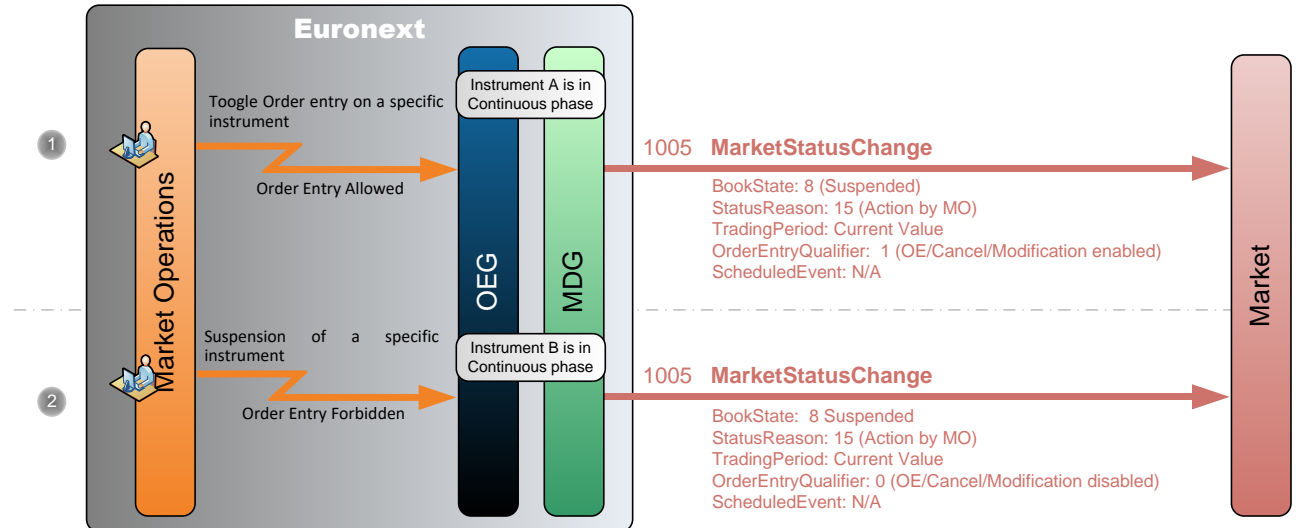 Euronext
Instrument A is in
Continuous phase
Toogle Order entry on a specific
instrument
1
1005 MarketStatusChange
Order Entry Allowed
BookState: 8 (Suspended)
StatusReason: 15 (Action by MO)
TradingPeriod: Current Value
OrderEntryQualifier: 1 (OE/Cancel/Modification enabled)
ScheduledEvent: N/A
Market Operations
OEG
MDG
Market
Suspension of a specific
instrument
Instrument B is in
Continuous phase
2
1005 MarketStatusChange
Order Entry Forbidden
BookState: 8 Suspended
StatusReason: 15 (Action by MO)
TradingPeriod: Current Value
OrderEntryQualifier: 0 (OE/Cancel/Modification disabled)
ScheduledEvent: N/A